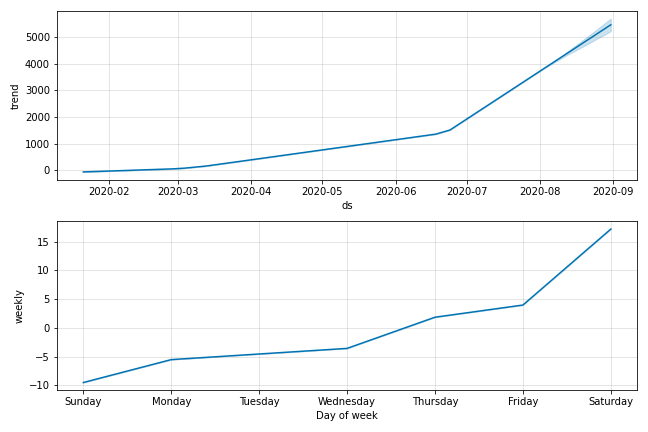 5000
4000
3000
2000
1000
0
trend
2020-02 2020-03 2020-04 2020-05 2020-06 2020-07 2020-08 2020-09
ds
15
10
5
0
−5
−10
weekly
Sunday Monday Tuesday Wednesday Thursday Friday Saturday
Day of week